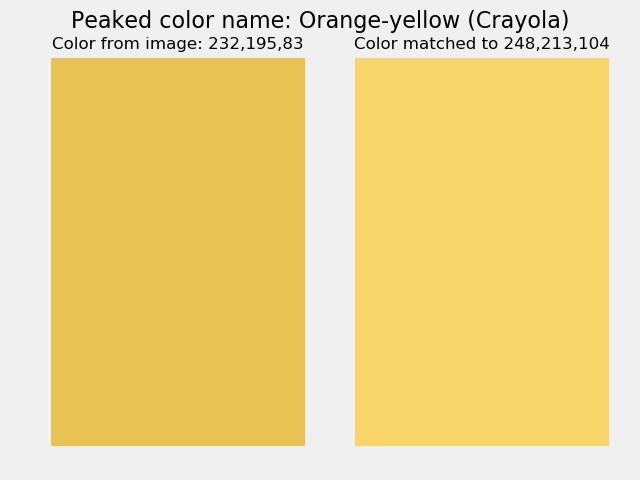 Peaked color name: Orange-yellow (Crayola)
Color from image: 232,195,83
Color matched to 248,213,104